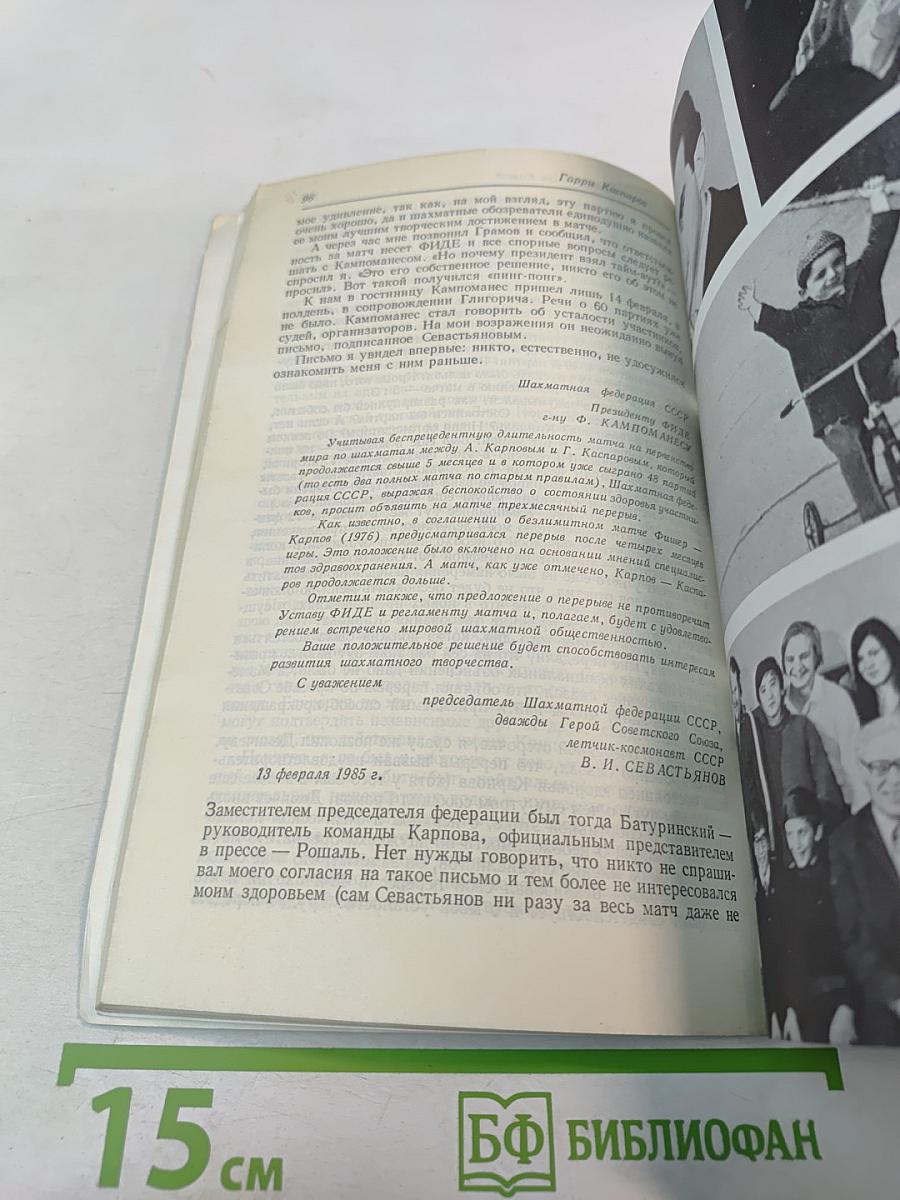 96
Гарри Каспаров
мое удивление, так как, на мой взгляд, эту партию я провел
очень хорошо, да и шахматные обозреватели единодушно назвали
ее моим лучшим творческим достижением в матче.
А через час мне позвонил Грамов и сообщил, что ответствен-
ность за матч несет ФИДЕ и все спорные вопросы следует ре-
шать с Кампоманесом. «Но почему президент взял тайм-аут?» —
спросил я. «Это его собственное решение, никто его об этом не
просил». Вот такой получился «пинг-понг».
К нам в гостиницу Кампоманес пришел лишь 14 февраля, в
полдень, в сопровождении Глигорича. Речи о 60 партиях уже
не было. Кампоманес стал говорить об усталости участников,
судей, организаторов. На мои возражения он неожиданно вынул
письмо, подписанное Севастьяновым.
Письмо я увидел впервые: никто, естественно, не удосужился
ознакомить меня с ним раньше.
Шахматная федерация СССР
Президенту ФИДЕ
г-ну Ф. КАМПОМАНЕСУ
Учитывая беспрецедентную длительность матча на первенство
мира по шахматам между А. Карповым и Г. Каспаровым, который
продолжается свыше 5 месяцев и в котором уже сыграно 48 партий
(то есть два полных матча по старым правилам), Шахматная феде-
рация СССР, выражая беспокойство о состоянии здоровья участни-
ков, просит объявить на матче трехмесячный перерыв.
Как известно, в соглашении о безлимитном матче Фишер —
Карпов (1976) предусматривался перерыв после четырех месяцев
игры. Это положение было включено на основании мнений специалис-
тов здравоохранения. А матч, как уже отмечено, Карпов — Каспа-
ров продолжается дольше.
Отметим также, что предложение о перерыве не противоречит
Уставу ФИДЕ и регламенту матча и, полагаем, будет с удовлетво-
рением встречено мировой шахматной общественностью.
Ваше положительное решение будет способствовать интересам
развития шахматного творчества.
С уважением
председатель Шахматной федерации СССР,
дважды Герой Советского Союза,
летчик-космонавт СССР
В. И. СЕВАСТЬЯНОВ
13 февраля 1985 г.
Заместителем председателя федерации был тогда Батуринский —
руководитель команды Карпова, официальным представителем
в прессе — Рошаль. Нет нужды говорить, что никто не спраши-
вал моего согласия на такое письмо и тем более не интересовался
моим здоровьем (сам Севастьянов ни разу за весь матч даже не
15 см
БФ БИБЛИОФАН